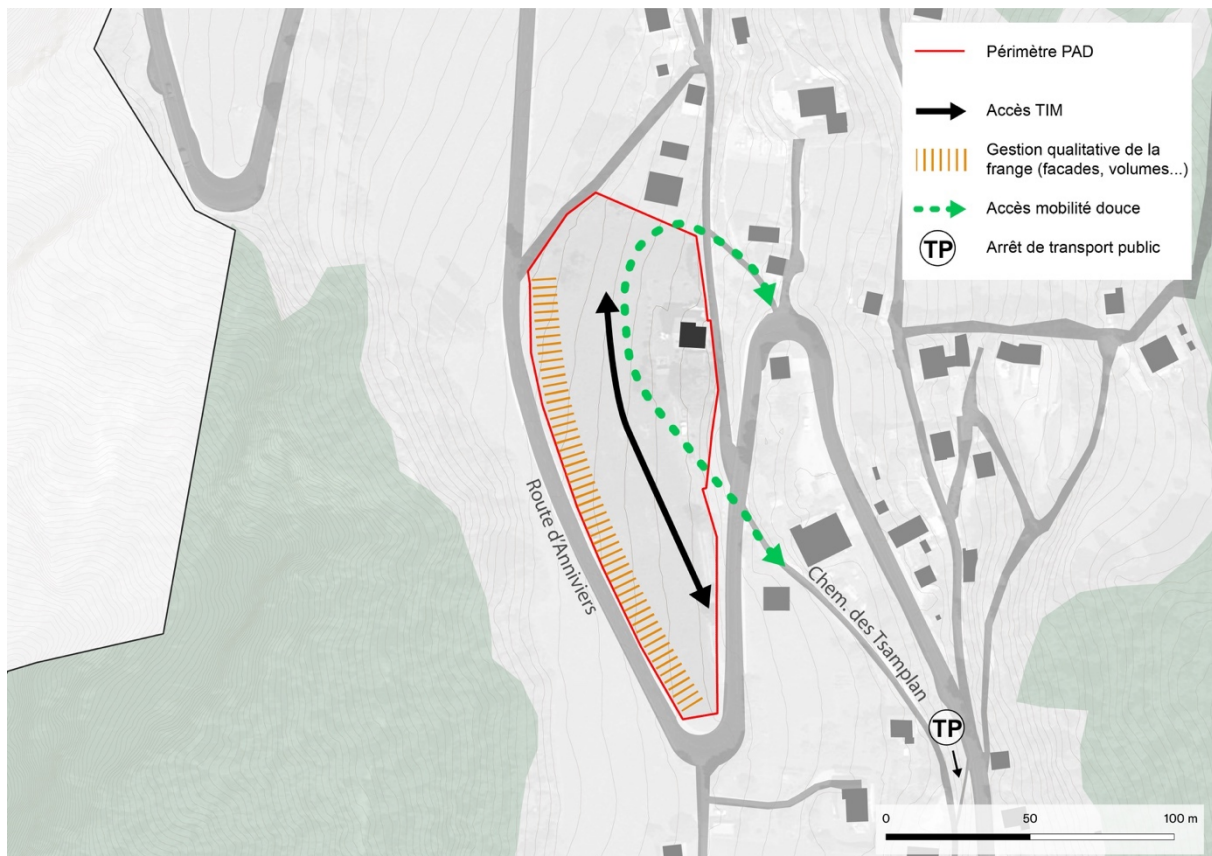 Périmètre PAD
Accès TIM
Gestion qualitative de la
frange (facades, volumes...)
Accès mobilité douce
TP
Arrêt de transport public
Route d'Anniviers
Chem. des Tsamplan
TP
0 50 100 m